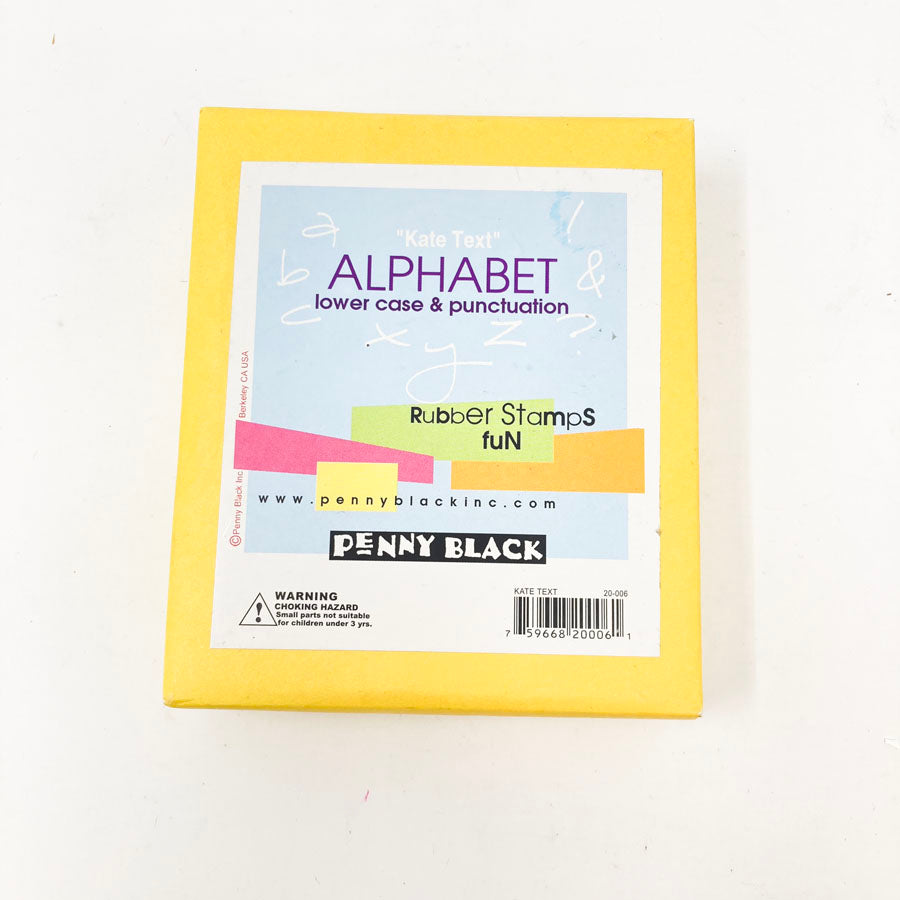 a
!
"Kate Text"
b
ALPHABET
&
lower case & punctuation
c
x y z
?
Rubber Stamps
fuN
www.pennyblackinc.com
PENNY BLACK
©Penny Black Inc Berkeley CA USA
WARNING
CHOKING HAZARD
Small parts not suitable
for children under 3 yrs.
KATE TEXT 20-006
7 59668 20006 1